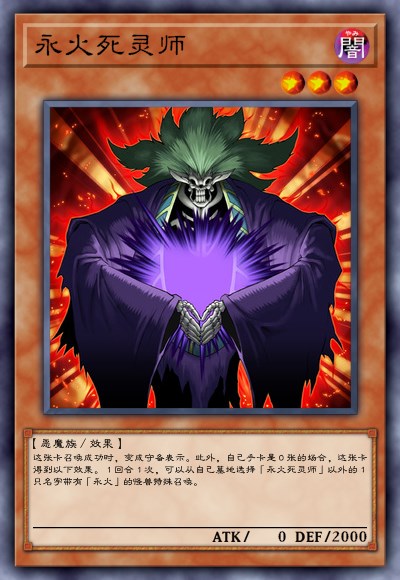 永火死灵师
やみ
闇
【恶魔族／效果】
这张卡召唤成功时，变成守备表示。此外，自己手卡是０张的场合，这张卡
得到以下效果。１回合１次，可以从自己墓地选择「永火死灵师」以外的１
只名字带有「永火」的怪兽特殊召唤。
ATK/ 0 DEF/2000